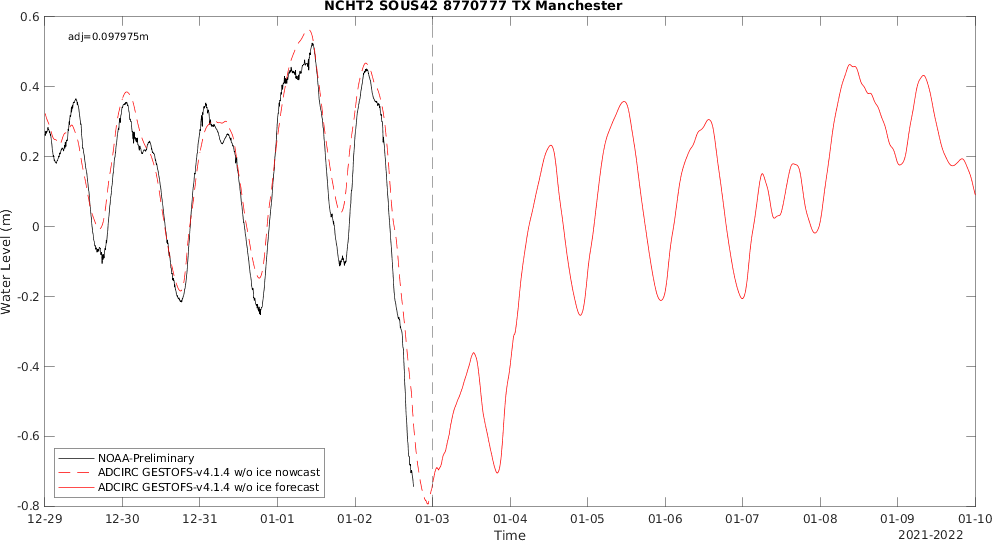 NCHT2 SOUS42 8770777 TX Manchester
adj=0.097975m
0.6
0.4
0.2
0
-0.2
-0.4
-0.6
-0.8
Water Level (m)
NOAA-Preliminary
ADCIRC GESTOFS-v4.1.4 w/o ice nowcast
ADCIRC GESTOFS-v4.1.4 w/o ice forecast
12-29 12-30 12-31 01-01 01-02 01-03 01-04 01-05 01-06 01-07 01-08 01-09 01-10
Time
2021-2022